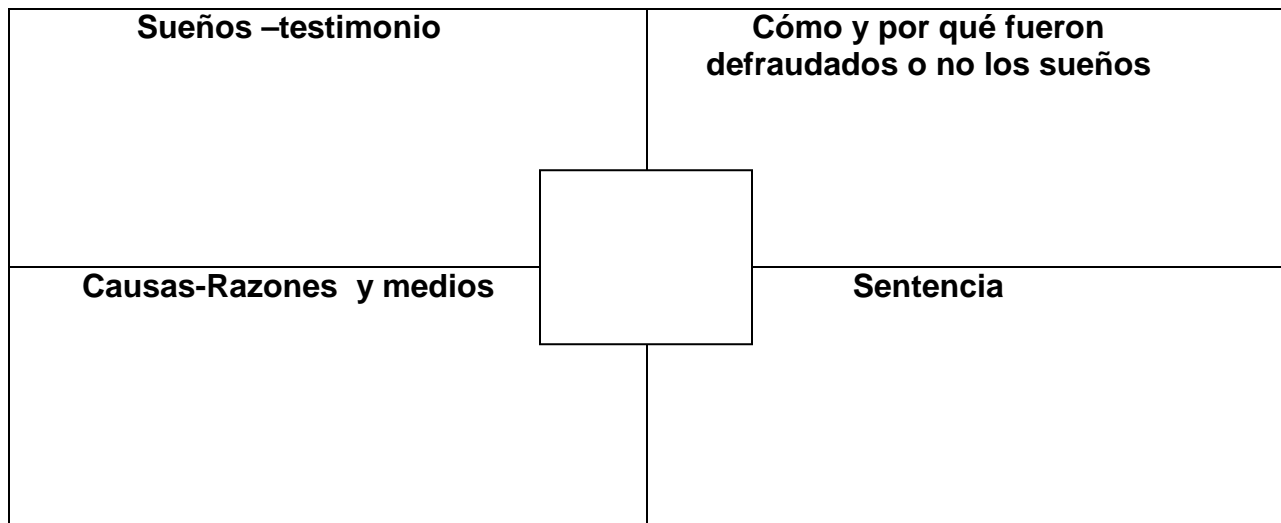 Sueños –testimonio
Cómo y por qué fueron
defraudados o no los sueños
Causas-Razones  y medios
Sentencia